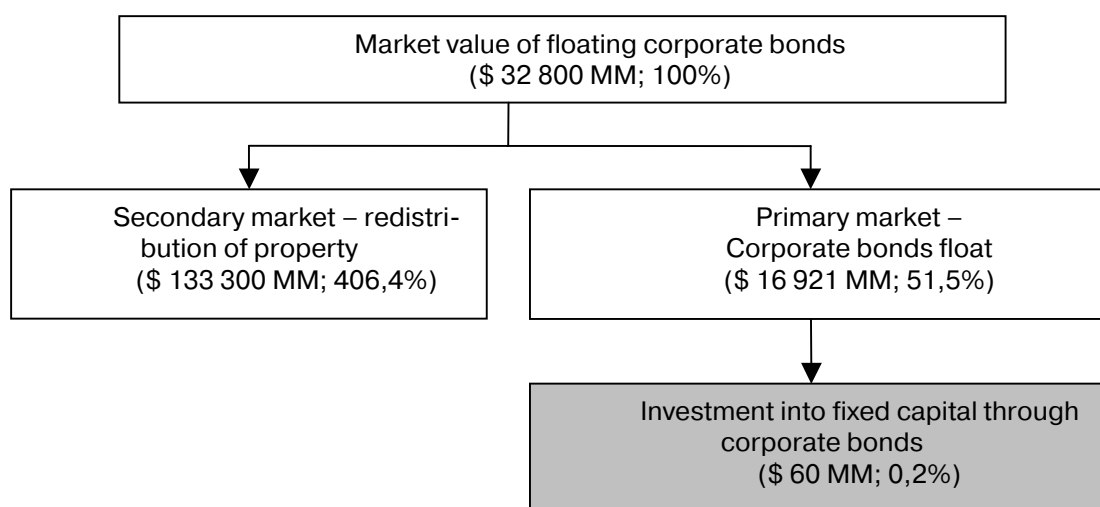 Market value of floating corporate bonds
($ 32 800 MM; 100%)
Secondary market – redistri-
bution of property
($ 133 300 MM; 406,4%)
Primary market –
Corporate bonds float
($ 16 921 MM; 51,5%)
Investment into fixed capital through
corporate bonds
($ 60 MM; 0,2%)